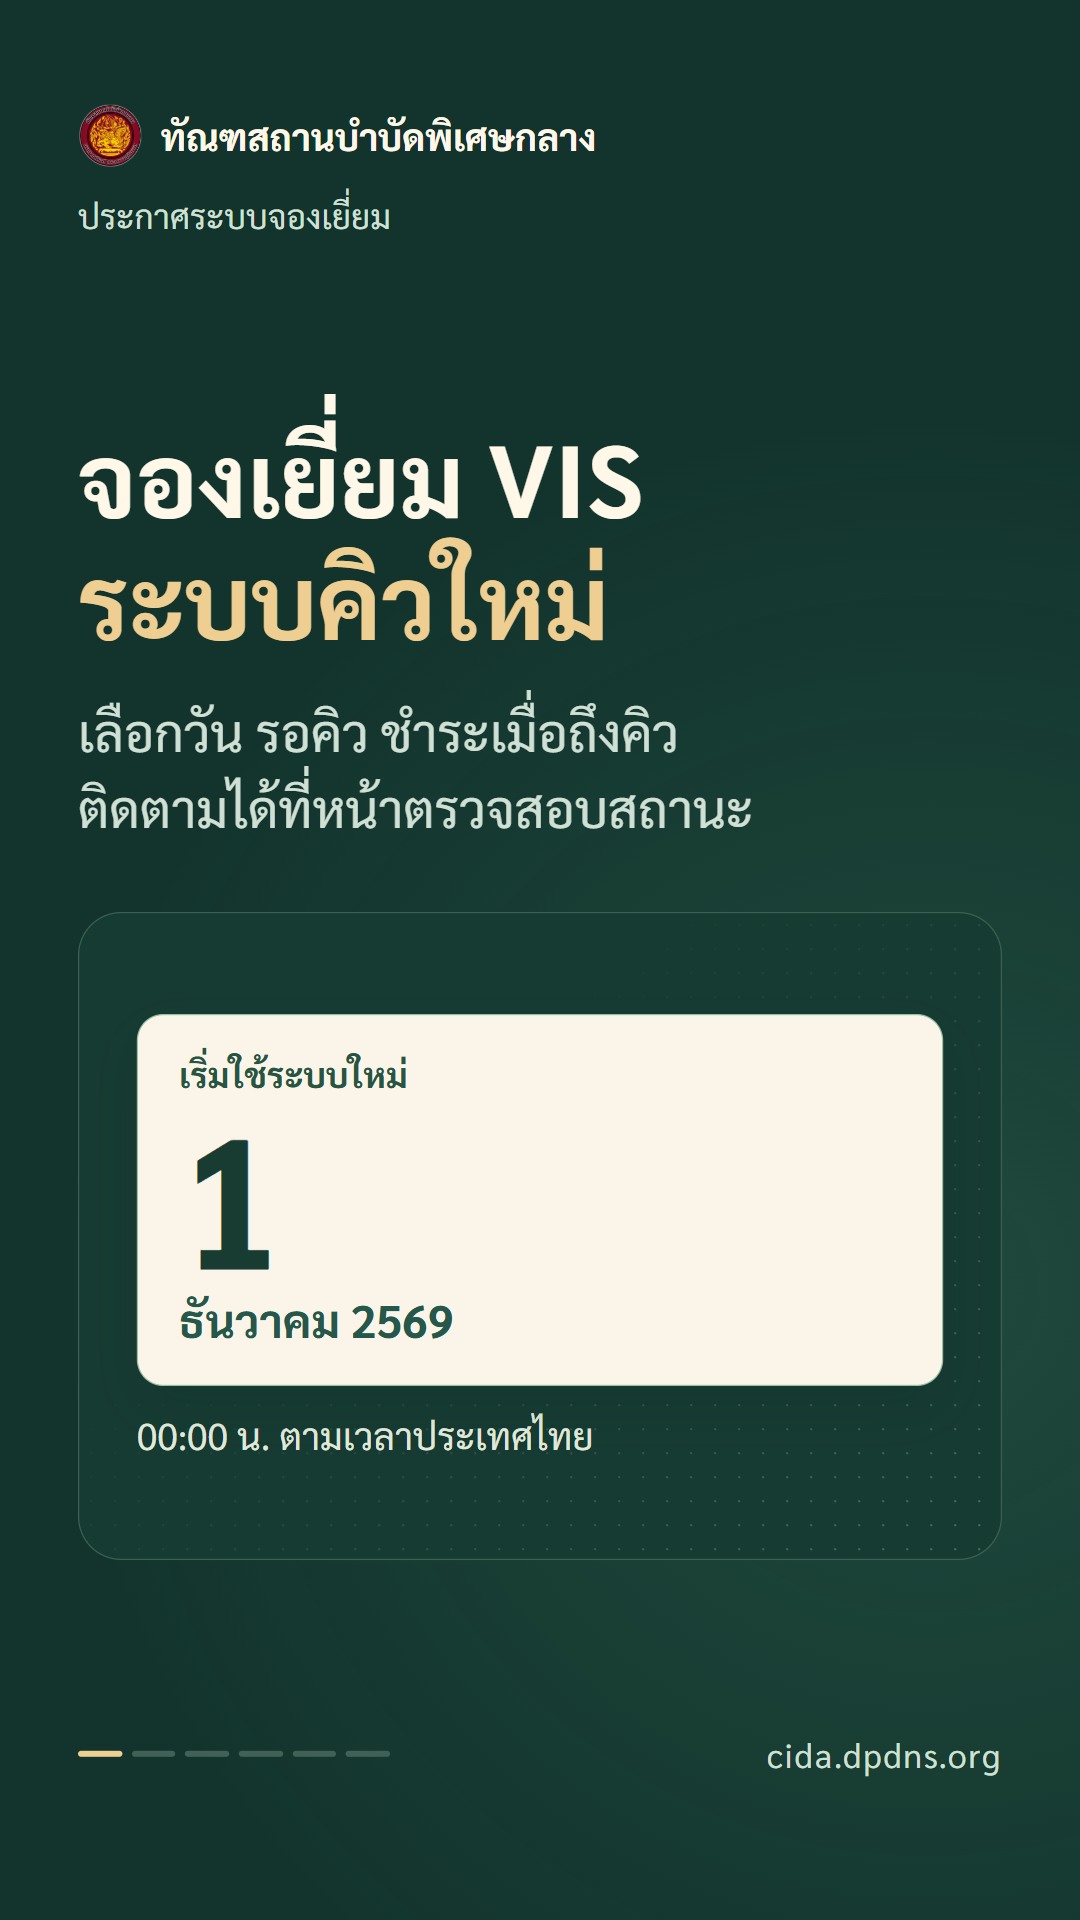 ทัณฑสถานบำบัดพิเศษกลาง
ประกาศระบบจองเยี่ยม
จองเยี่ยม VIS
ระบบคิวใหม่
เลือกวัน รอคิว ชำระเมื่อถึงคิว
ติดตามได้ที่หน้าตรวจสอบสถานะ
เริ่มใช้ระบบใหม่
1
ธันวาคม 2569
00:00 น. ตามเวลาประเทศไทย
cida.dpdns.org